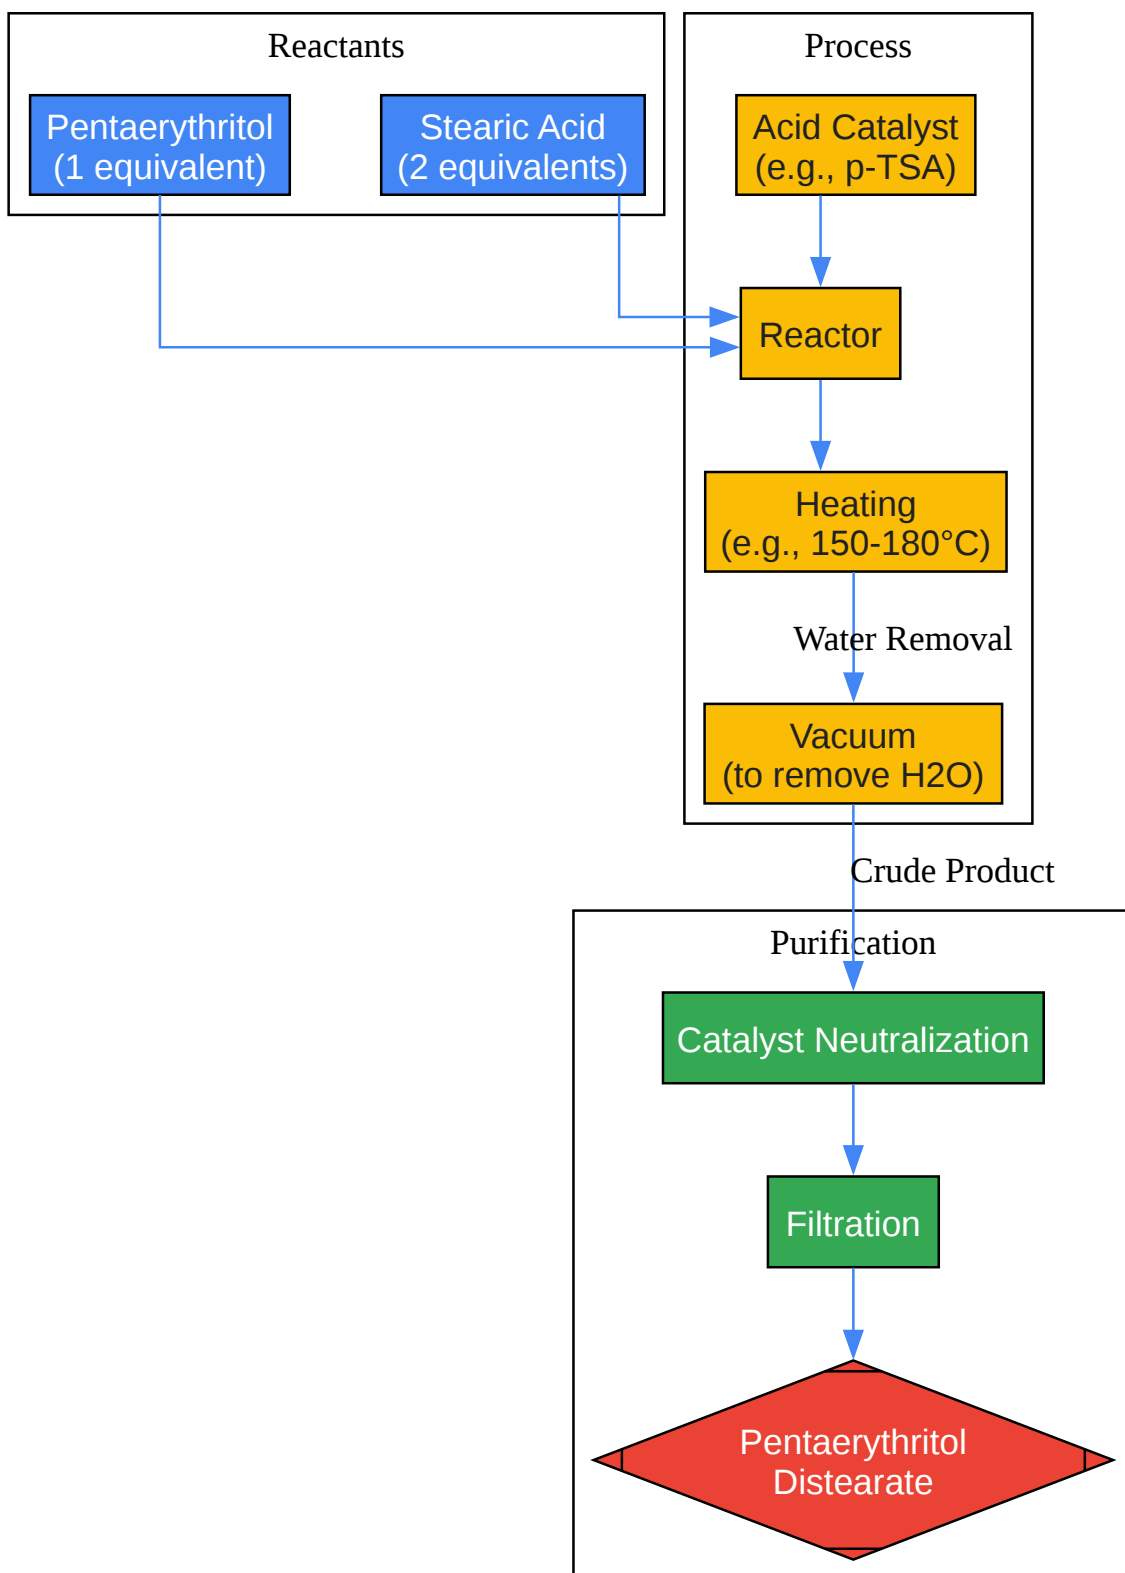 Reactants
Pentaerythritol
(1 equivalent)
Stearic Acid
(2 equivalents)
Process
Acid Catalyst
(e.g., p-TSA)
Reactor
Heating
(e.g., 150-180°C)
Water Removal
Vacuum
(to remove H2O)
Crude Product
Purification
Catalyst Neutralization
Filtration
Pentaerythritol
Distearate